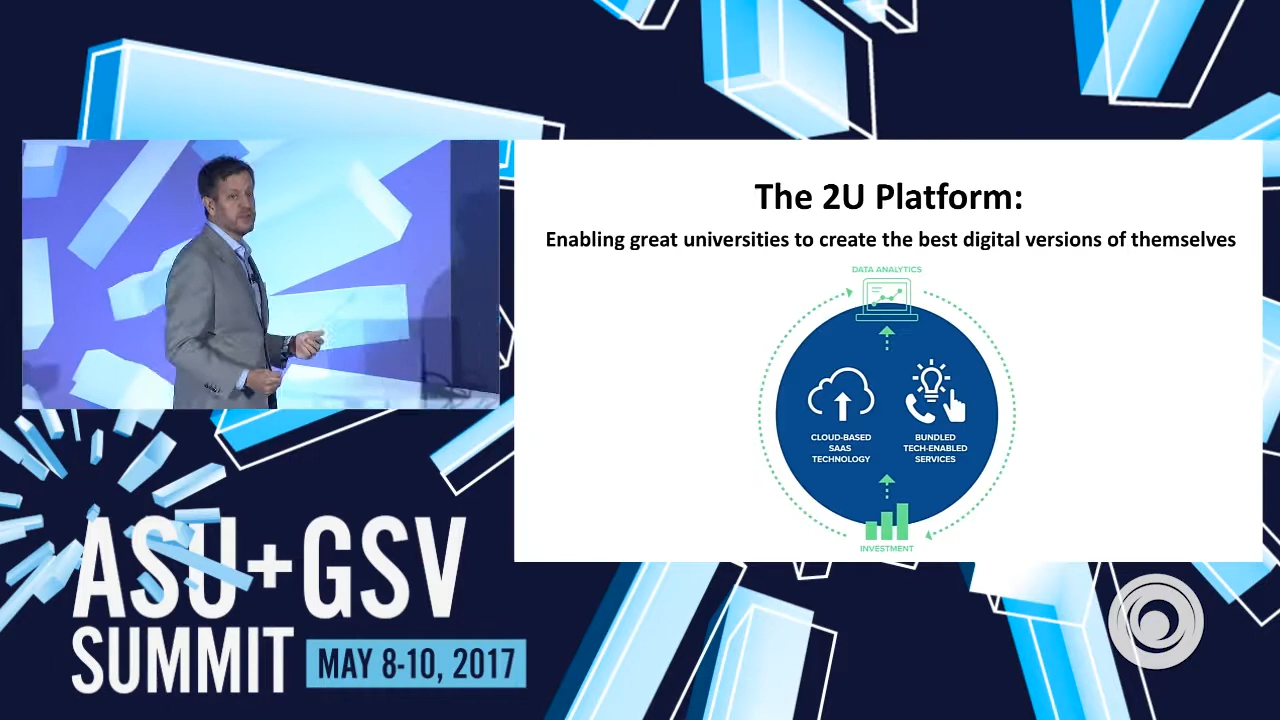 The 2U Platform:
Enabling great universities to create the best digital versions of themselves
DATA ANALYTICS
CLOUD-BASED
SAAS
TECHNOLOGY
BUNDLED
TECH-ENABLED
SERVICES
INVESTMENT
ASU+GSV
SUMMIT
MAY 8-10, 2017